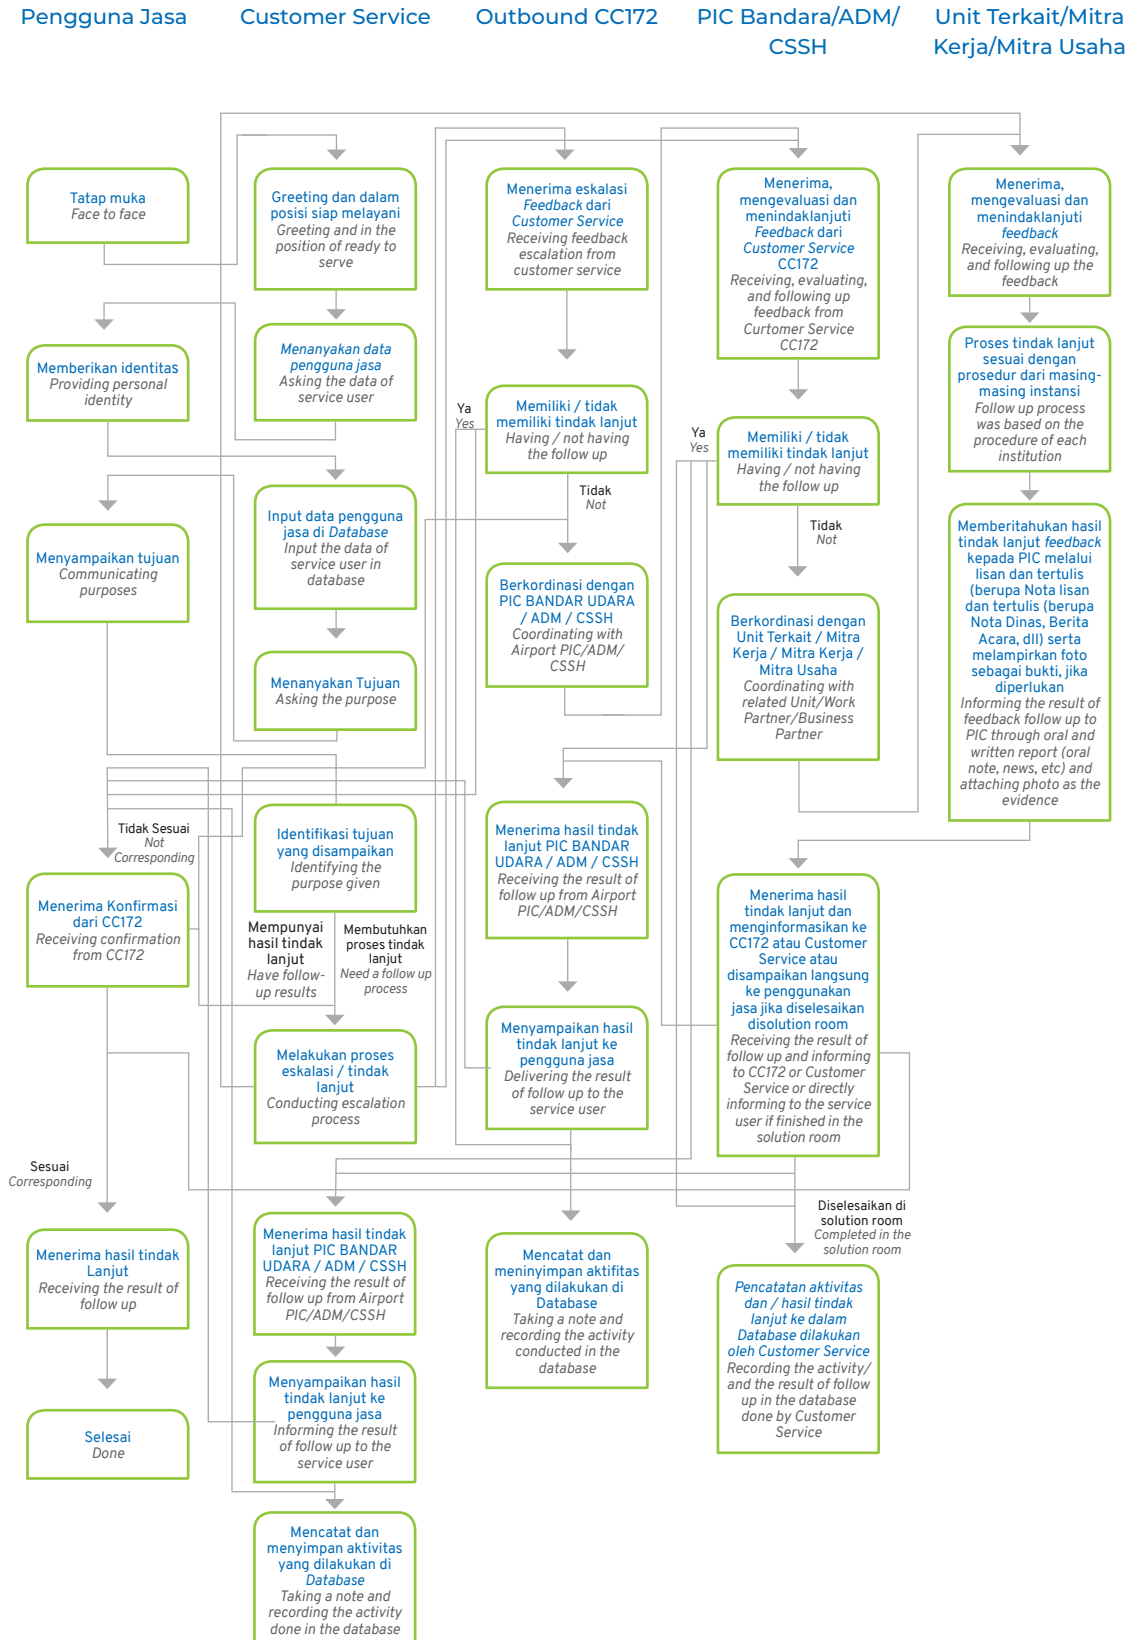 Pengguna Jasa
Customer Service
Outbound CC172
PIC Bandara/ADM/
CSSH
Unit Terkait/Mitra
Kerja/Mitra Usaha
Tatap muka
Face to face
Memberikan identitas
Providing personal
identity
Menyampaikan tujuan
Communicating
purposes
Tidak Sesuai
Not
Corresponding
Menerima Konfirmasi
dari CC172
Receiving confirmation
from CC172
Sesuai
Corresponding
Menerima hasil tindak
Lanjut
Receiving the result of
follow up
Selesai
Done
Greeting dan dalam
posisi siap melayani
Greeting and in the
position of ready to
serve
Menanyakan data
pengguna jasa
Asking the data of
service user
Input data pengguna
jasa di Database
Input the data of
service user in
database
Menanyakan Tujuan
Asking the purpose
Identifikasi tujuan
yang disampaikan
Identifying the
purpose given
Mempunyai
hasil tindak
lanjut
Have follow-
up results
Membutuhkan
proses tindak
lanjut
Need a follow up
process
Melakukan proses
eskalasi / tindak
lanjut
Conducting escalation
process
Menerima hasil tindak
lanjut PIC BANDAR
UDARA / ADM / CSSH
Receiving the result of
follow up from Airport
PIC/ADM/CSSH
Menyampaikan hasil
tindak lanjut ke
pengguna jasa
Informing the result
of follow up to the
service user
Mencatat dan
menyimpan aktivitas
yang dilakukan di
Database
Taking a note and
recording the activity
done in the database
Menerima eskalasi
Feedback dari
Customer Service
Receiving feedback
escalation from
customer service
Ya
Yes
Memiliki / tidak
memiliki tindak lanjut
Having / not having
the follow up
Tidak
Not
Berkordinasi dengan
PIC BANDAR UDARA
/ ADM / CSSH
Coordinating with
Airport PIC/ADM/
CSSH
Menerima hasil tindak
lanjut PIC BANDAR
UDARA / ADM / CSSH
Receiving the result of
follow up from Airport
PIC/ADM/CSSH
Menyampaikan hasil
tindak lanjut ke
pengguna jasa
Delivering the result
of follow up to the
service user
Mencatat dan
meninyimpan aktifitas
yang dilakukan di
Database
Taking a note and
recording the activity
conducted in the
database
Menerima,
mengevaluasi dan
menindaklanjuti
Feedback dari
Customer Service
CC172
Receiving, evaluating,
and following up
feedback from
Curtomer Service
CC172
Ya
Yes
Memiliki / tidak
memiliki tindak lanjut
Having / not having
the follow up
Tidak
Not
Berkordinasi dengan
Unit Terkait / Mitra
Kerja / Mitra Kerja /
Mitra Usaha
Coordinating with
related Unit/Work
Partner/Business
Partner
Menerima hasil
tindak lanjut dan
menginformasikan ke
CC172 atau Customer
Service atau
disampaikan langsung
ke penggunakan
jasa jika diselesaikan
disolution room
Receiving the result of
follow up and informing
to CC172 or Customer
Service or directly
informing to the service
user if finished in the
solution room
Diselesaikan di
solution room
Completed in the
solution room
Pencatatan aktivitas
dan / hasil tindak
lanjut ke dalam
Database dilakukan
oleh Customer Service
Recording the activity/
and the result of follow
up in the database
done by Customer
Service
Menerima,
mengevaluasi dan
menindaklanjuti
feedback
Receiving, evaluating,
and following up the
feedback
Proses tindak lanjut
sesuai dengan
prosedur dari masing-
masing instansi
Follow up process
was based on the
procedure of each
institution
Memberitahukan hasil
tindak lanjut feedback
kepada PIC melalui
lisan dan tertulis
(berupa Nota lisan
dan tertulis (berupa
Nota Dinas, Berita
Acara, dll) serta
melampirkan foto
sebagai bukti, jika
diperlukan
Informing the result of
feedback follow up to
PIC through oral and
written report (oral
note, news, etc) and
attaching photo as the
evidence